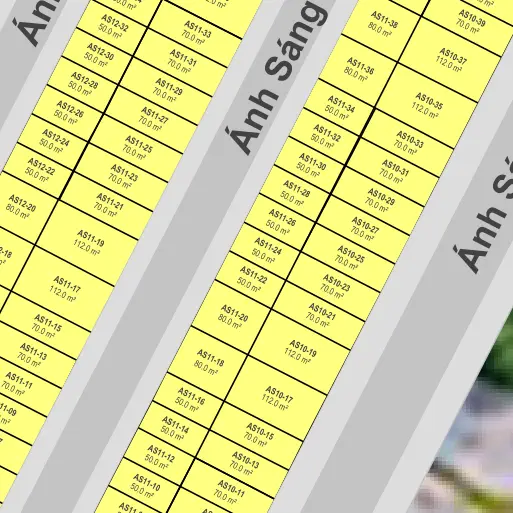 AS12-32
50.0 m²
AS12-30
50.0 m²
AS12-28
50.0 m²
AS12-26
50.0 m²
AS12-24
50.0 m²
AS12-22
50.0 m²
AS12-20
80.0 m²
AS11-33
70.0 m²
AS11-31
70.0 m²
AS11-29
70.0 m²
AS11-27
70.0 m²
AS11-25
70.0 m²
AS11-23
70.0 m²
AS11-21
70.0 m²
AS11-19
112.0 m²
AS11-17
112.0 m²
AS11-15
70.0 m²
AS11-13
70.0 m²
AS11-11
70.0 m²
Ánh Sáng
AS11-38
80.0 m²
AS11-36
80.0 m²
AS11-34
50.0 m²
AS11-32
50.0 m²
AS11-30
50.0 m²
AS11-28
50.0 m²
AS11-26
50.0 m²
AS11-24
50.0 m²
AS11-22
50.0 m²
AS11-20
80.0 m²
AS11-18
80.0 m²
AS11-16
50.0 m²
AS11-14
50.0 m²
AS11-12
50.0 m²
AS11-10
50.0 m²
AS10-39
70.0 m²
AS10-37
112.0 m²
AS10-35
112.0 m²
AS10-33
70.0 m²
AS10-31
70.0 m²
AS10-29
70.0 m²
AS10-27
70.0 m²
AS10-25
70.0 m²
AS10-23
70.0 m²
AS10-21
70.0 m²
AS10-19
112.0 m²
AS10-17
112.0 m²
AS10-15
70.0 m²
AS10-13
70.0 m²
AS10-11
70.0 m²
Ánh